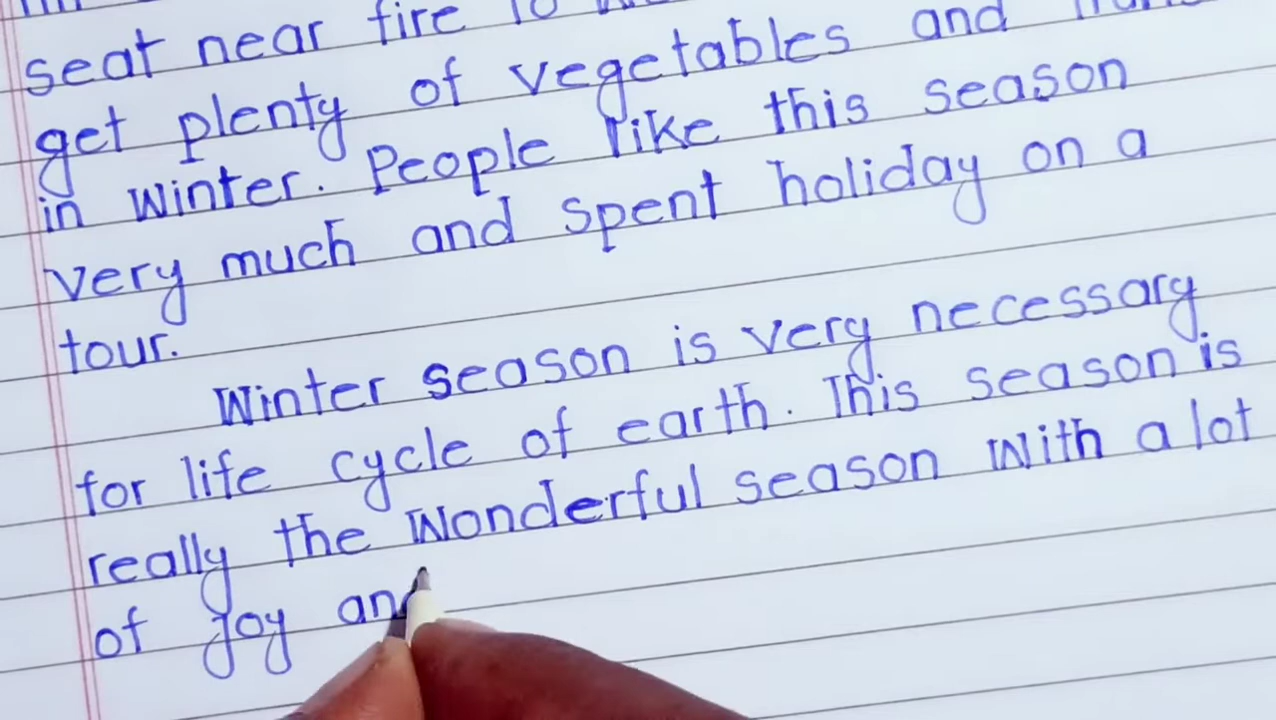 seat near fire to
get plenty of vegetables and
in winter. People like this season
very much and spent holiday on a
tour.
Winter season is very necessary
for life cycle of earth. This season is
really the wonderful season with a lot
of joy and